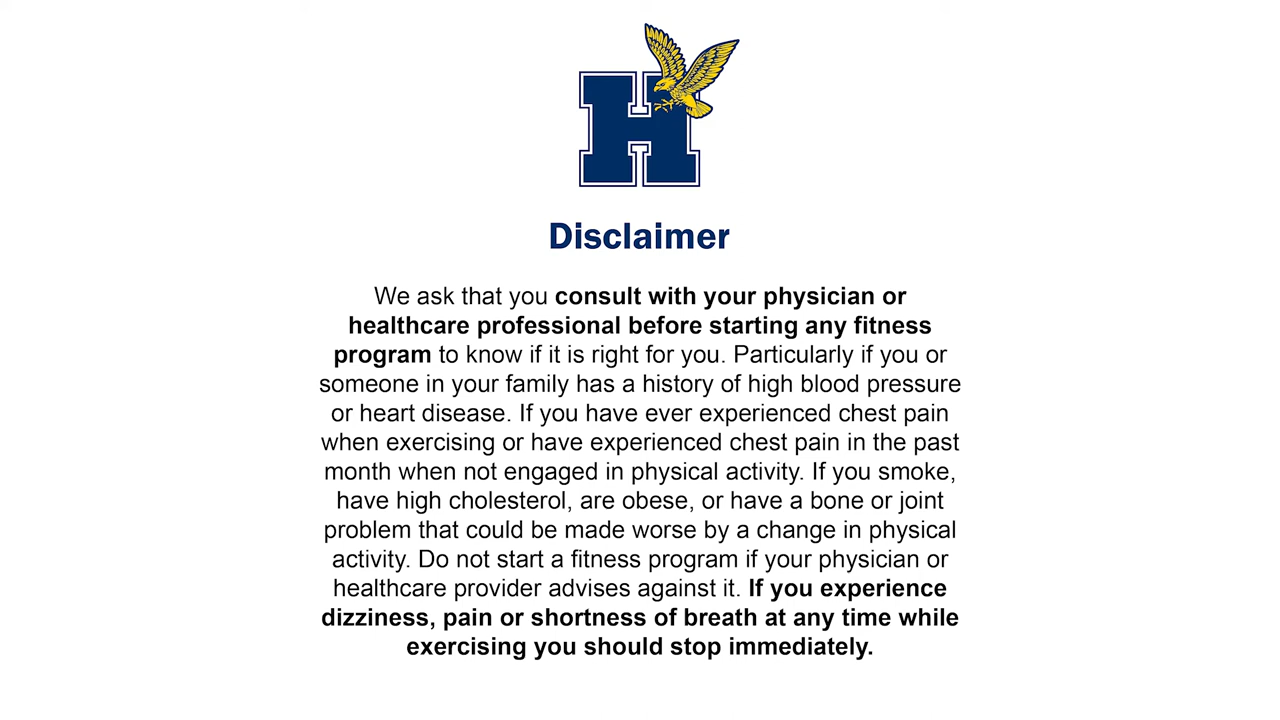 H
Disclaimer
We ask that you consult with your physician or
healthcare professional before starting any fitness
program to know if it is right for you. Particularly if you or
someone in your family has a history of high blood pressure
or heart disease. If you have ever experienced chest pain
when exercising or have experienced chest pain in the past
month when not engaged in physical activity. If you smoke,
have high cholesterol, are obese, or have a bone or joint
problem that could be made worse by a change in physical
activity. Do not start a fitness program if your physician or
healthcare provider advises against it. If you experience
dizziness, pain or shortness of breath at any time while
exercising you should stop immediately.